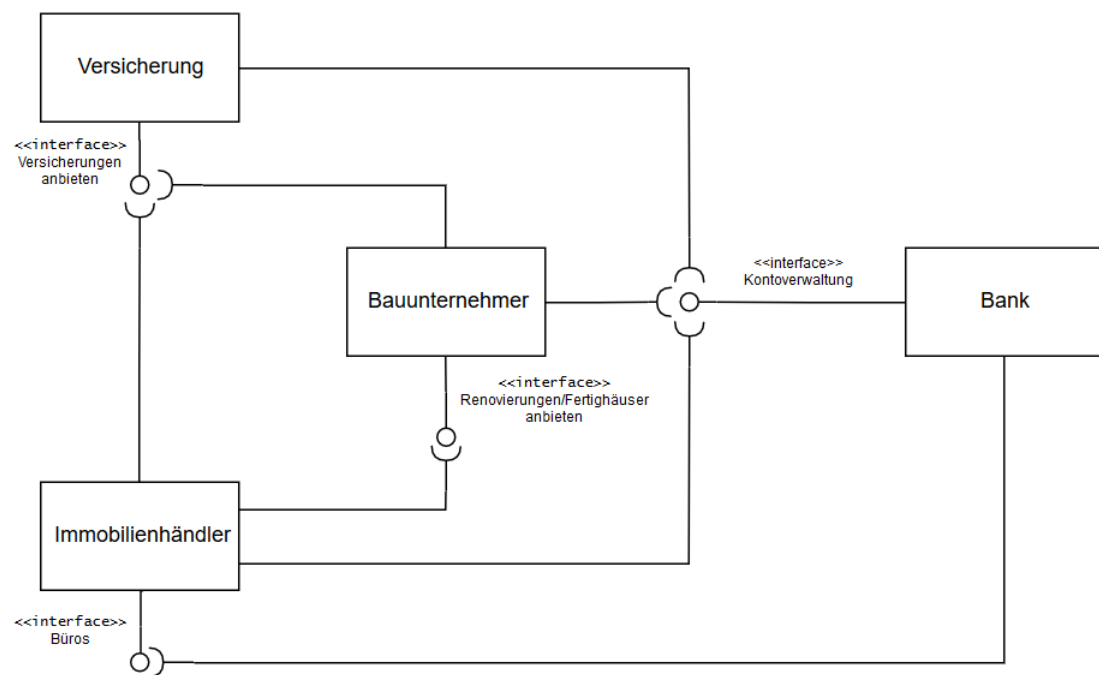 Versicherung
<<interface>>
Versicherungen
anbieten
Bauunternehmer
<<interface>>
Kontoverwaltung
Bank
<<interface>>
Renovierungen/Fertighäuser
anbieten
Immobilienhändler
<<interface>>
Büros